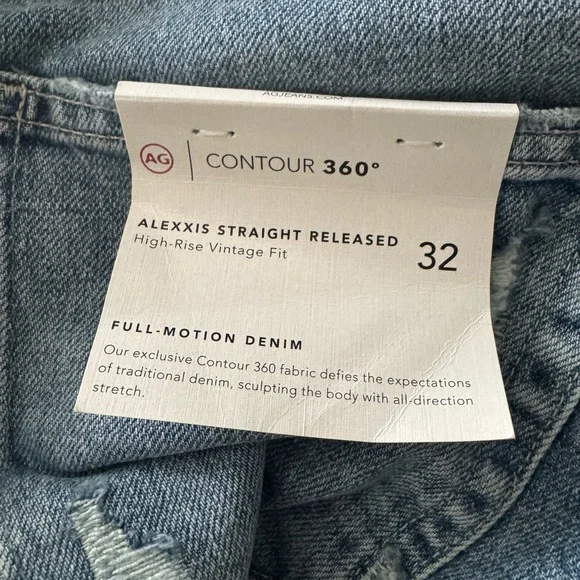 AGJEANS.COM
AG | CONTOUR 360°
ALEXXIS STRAIGHT RELEASED
High-Rise Vintage Fit
32
FULL-MOTION DENIM
Our exclusive Contour 360 fabric defies the expectations
of traditional denim, sculpting the body with all-direction
stretch.